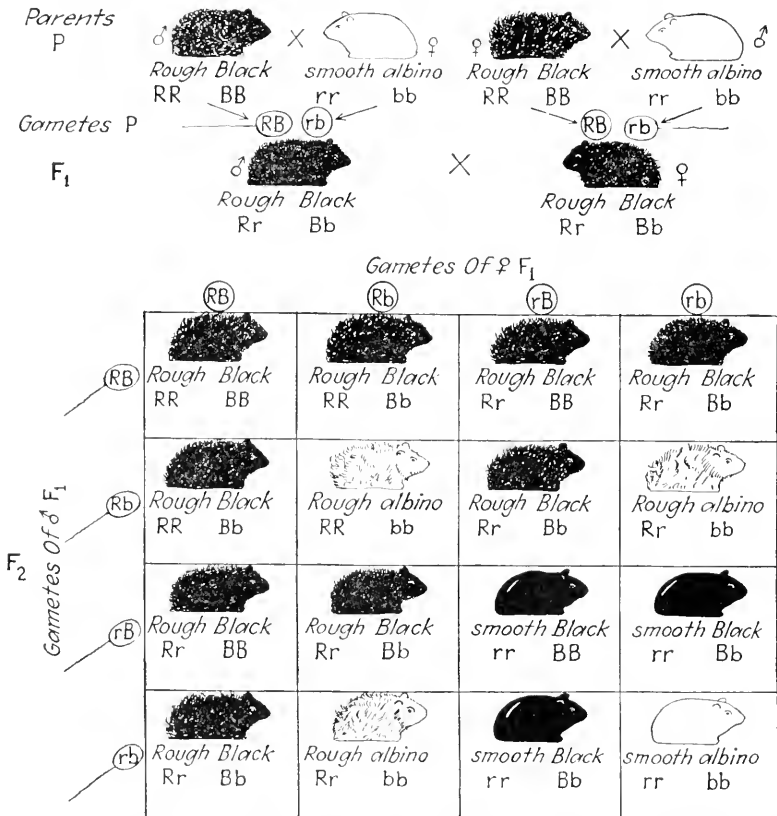 Parents
P
♂ × ♀ ♀ × ♂
Rough Black smooth albino Rough Black smooth albino
RR BB rr bb RR BB rr bb
Gametes P RB rb RB rb
F1 ♂ × ♀
Rough Black Rough Black
Rr Bb Rr Bb
Gametes Of ♀ F1
RB Rb rB rb
RB
Rough Black Rough Black Rough Black Rough Black
RR BB RR Bb Rr BB Rr Bb
Rb
Rough Black Rough albino Rough Black Rough albino
RR Bb RR bb Rr Bb Rr bb
F2
Gametes Of ♂ F1
rB
Rough Black Rough Black smooth Black smooth Black
Rr BB Rr Bb rr BB rr Bb
rb
Rough Black Rough albino smooth Black smooth albino
Rr Bb Rr bb rr Bb rr bb